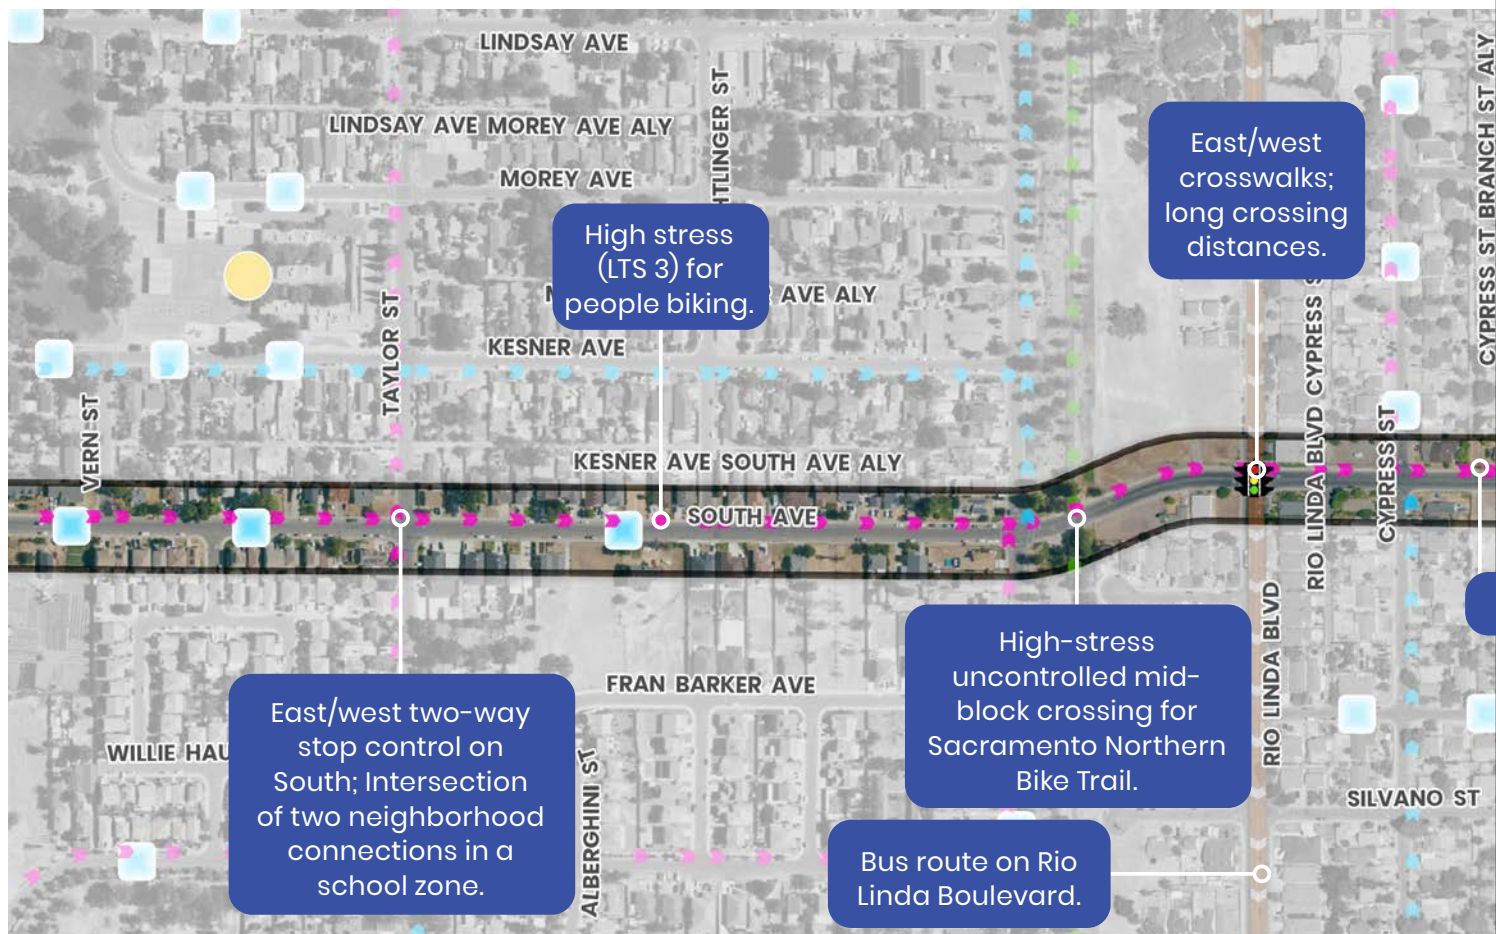 LINDSAY AVE
LINDSAY AVE MOREY AVE ALY
MOREY AVE
CYPRESS ST BRANCH ST ALY
East/west
crosswalks;
long crossing
distances.
High stress
(LTS 3) for
people biking.
AVE ALY
TAYLOR ST
KESNER AVE
VERN ST
KESNER AVE SOUTH AVE ALY
SOUTH AVE
RIO LINDA BLVD CYPRESS
CYPRESS ST
RIO LINDA BLVD
High-stress
uncontrolled mid-
block crossing for
Sacramento Northern
Bike Trail.
FRAN BARKER AVE
East/west two-way
stop control on
South; Intersection
of two neighborhood
connections in a
school zone.
WILLIE
ALBERGHINI ST
SILVANO ST
Bus route on Rio
Linda Boulevard.